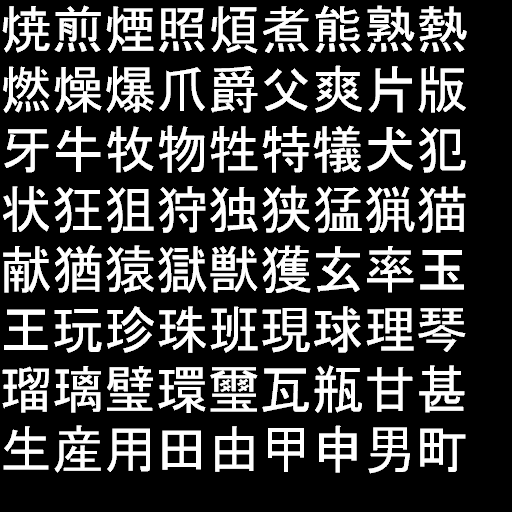 焼煎煙照煩煮熊熟熱
燃燥爆爪爵父爽片版
牙牛牧物牲特犠犬犯
状狂狙狩独狭猛猟猫
献猶猿獄獣獲玄率玉
王玩珍珠班現球理琴
瑠璃璧環璽瓦瓶甘甚
生産用田由甲申男町